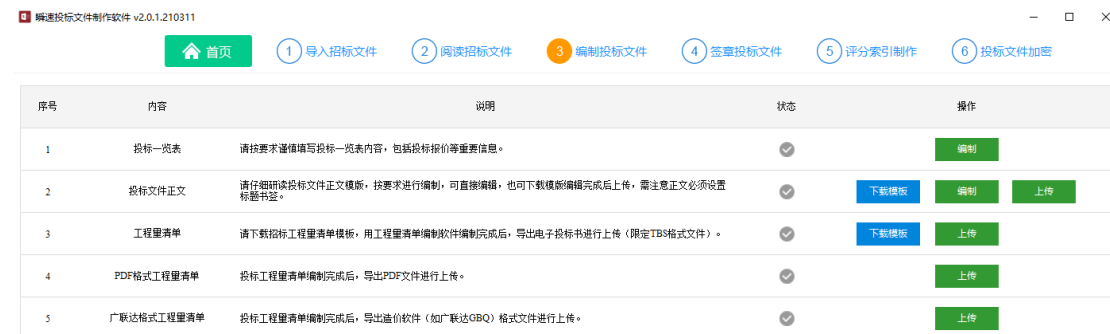 瞬速投标文件制作软件 v2.0.1.210311
首页 1 导入招标文件 2 阅读招标文件 3 编制投标文件 4 签章投标文件 5 评分索引制作 6 投标文件加密
序号 内容 说明 状态 操作
1 投标一览表 请按要求谨慎填写投标一览表内容，包括投标报价等重要信息。 编制
2 投标文件正文 请仔细研读投标文件正文模版，按要求进行编制，可直接编辑，也可下载模版编辑完成后上传，需注意正文必须设置
标题书签。 下载模板 编制 上传
3 工程量清单 请下载招标工程量清单模板，用工程量清单编制软件编制完成后，导出电子投标书进行上传（限定TBS格式文件）。 下载模板 上传
4 PDF格式工程量清单 投标工程量清单编制完成后，导出PDF文件进行上传。 上传
5 广联达格式工程量清单 投标工程量清单编制完成后，导出造价软件（如广联达GBQ）格式文件进行上传。 上传